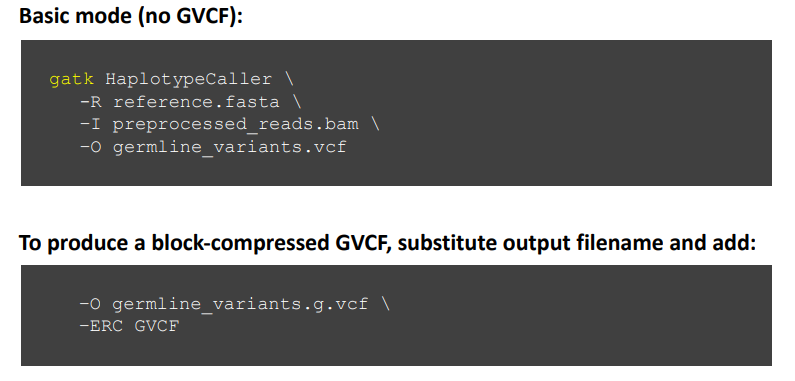 Basic mode (no GVCF):
gatk HaplotypeCaller \
-R reference.fasta \
-I preprocessed_reads.bam \
–O germline_variants.vcf
To produce a block-compressed GVCF, substitute output filename and add:
–O germline_variants.g.vcf \
–ERC GVCF